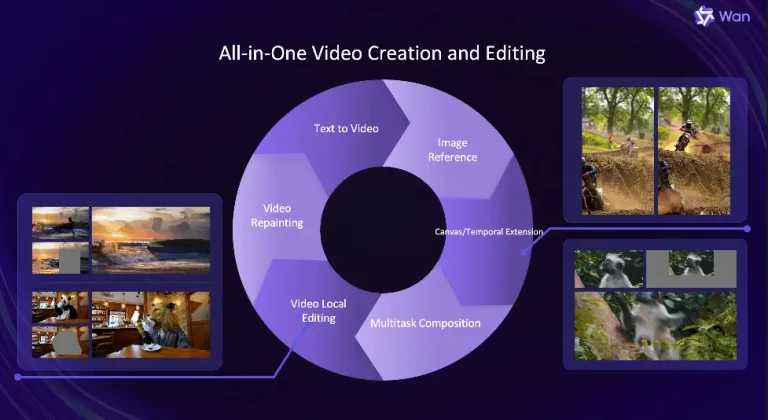 Wan
All-in-One Video Creation and Editing
Text to Video
Image
Reference
Video
Repainting
Canvas/Temporal Extension
Video Local
Editing
Multitask Composition